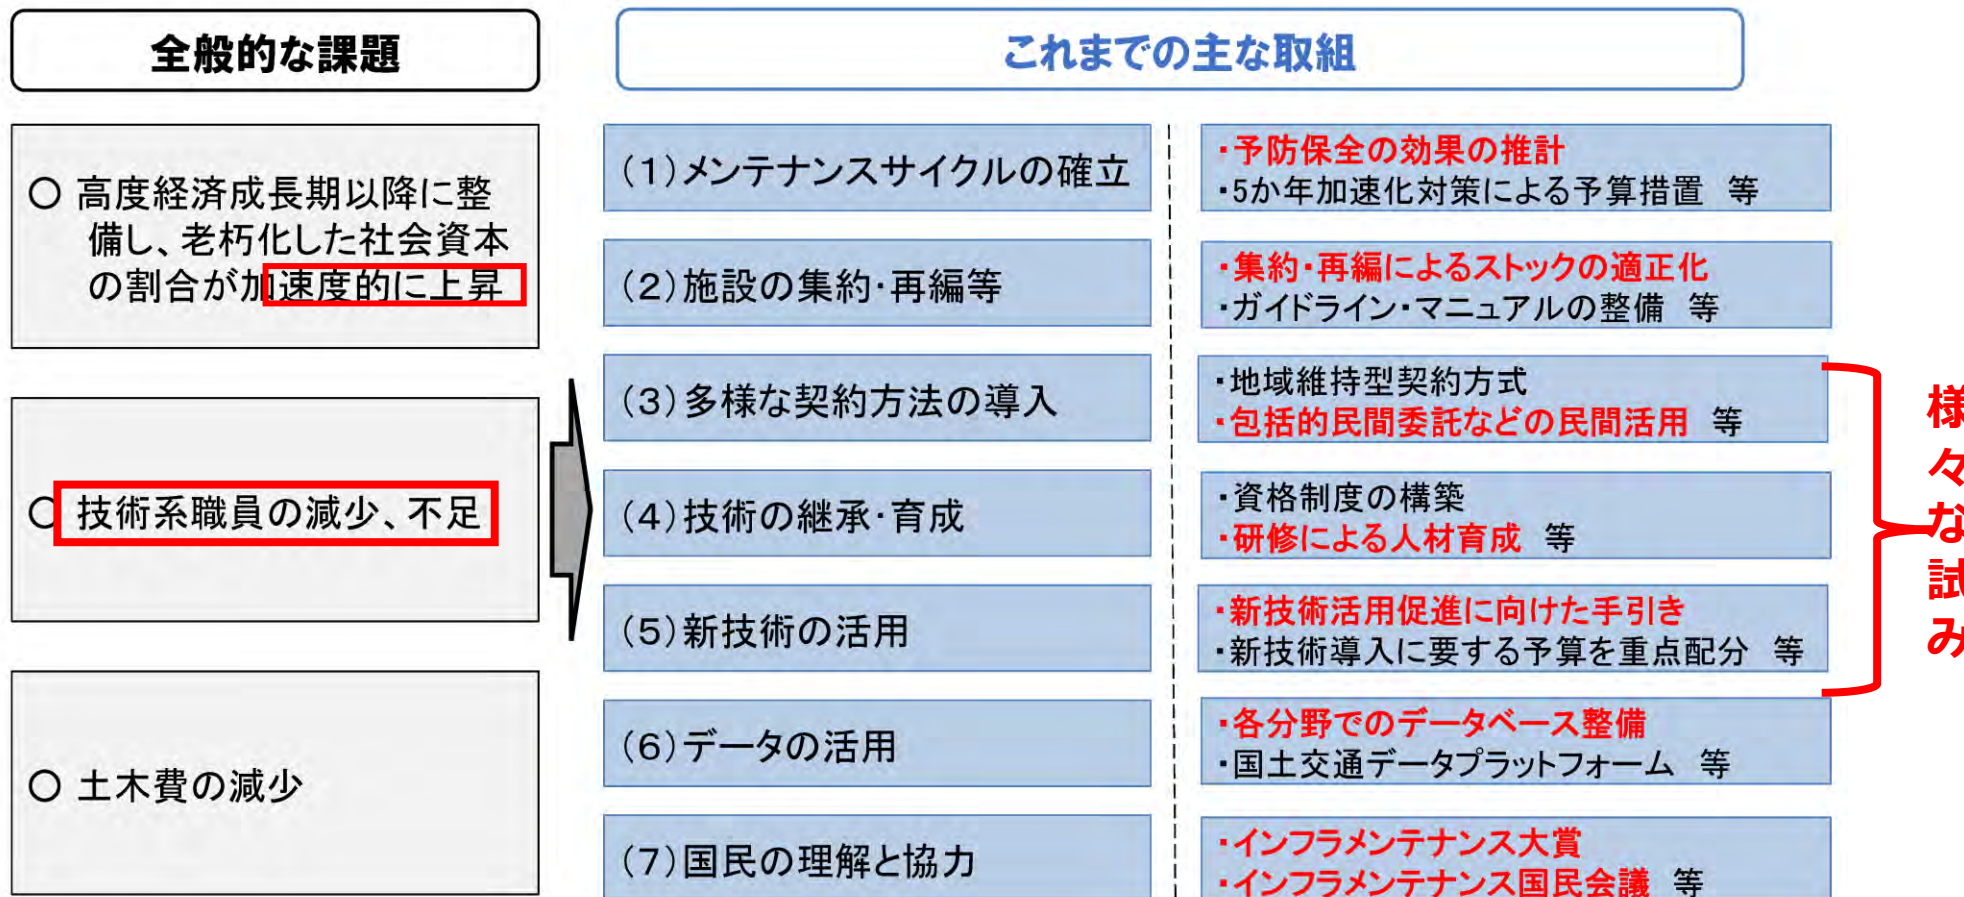 全般的な課題
これまでの主な取組
○ 高度経済成長期以降に整
備し、老朽化した社会資本
の割合が加速度的に上昇
○ 技術系職員の減少、不足
○ 土木費の減少
(1)メンテナンスサイクルの確立
・予防保全の効果の推計
・5か年加速化対策による予算措置 等
(2)施設の集約・再編等
・集約・再編によるストックの適正化
・ガイドライン・マニュアルの整備 等
(3)多様な契約方法の導入
・地域維持型契約方式
・包括的民間委託などの民間活用 等
(4)技術の継承・育成
・資格制度の構築
・研修による人材育成 等
(5)新技術の活用
・新技術活用促進に向けた手引き
・新技術導入に要する予算を重点配分 等
(6)データの活用
・各分野でのデータベース整備
・国土交通データプラットフォーム 等
(7)国民の理解と協力
・インフラメンテナンス大賞
・インフラメンテナンス国民会議 等
様々な試み